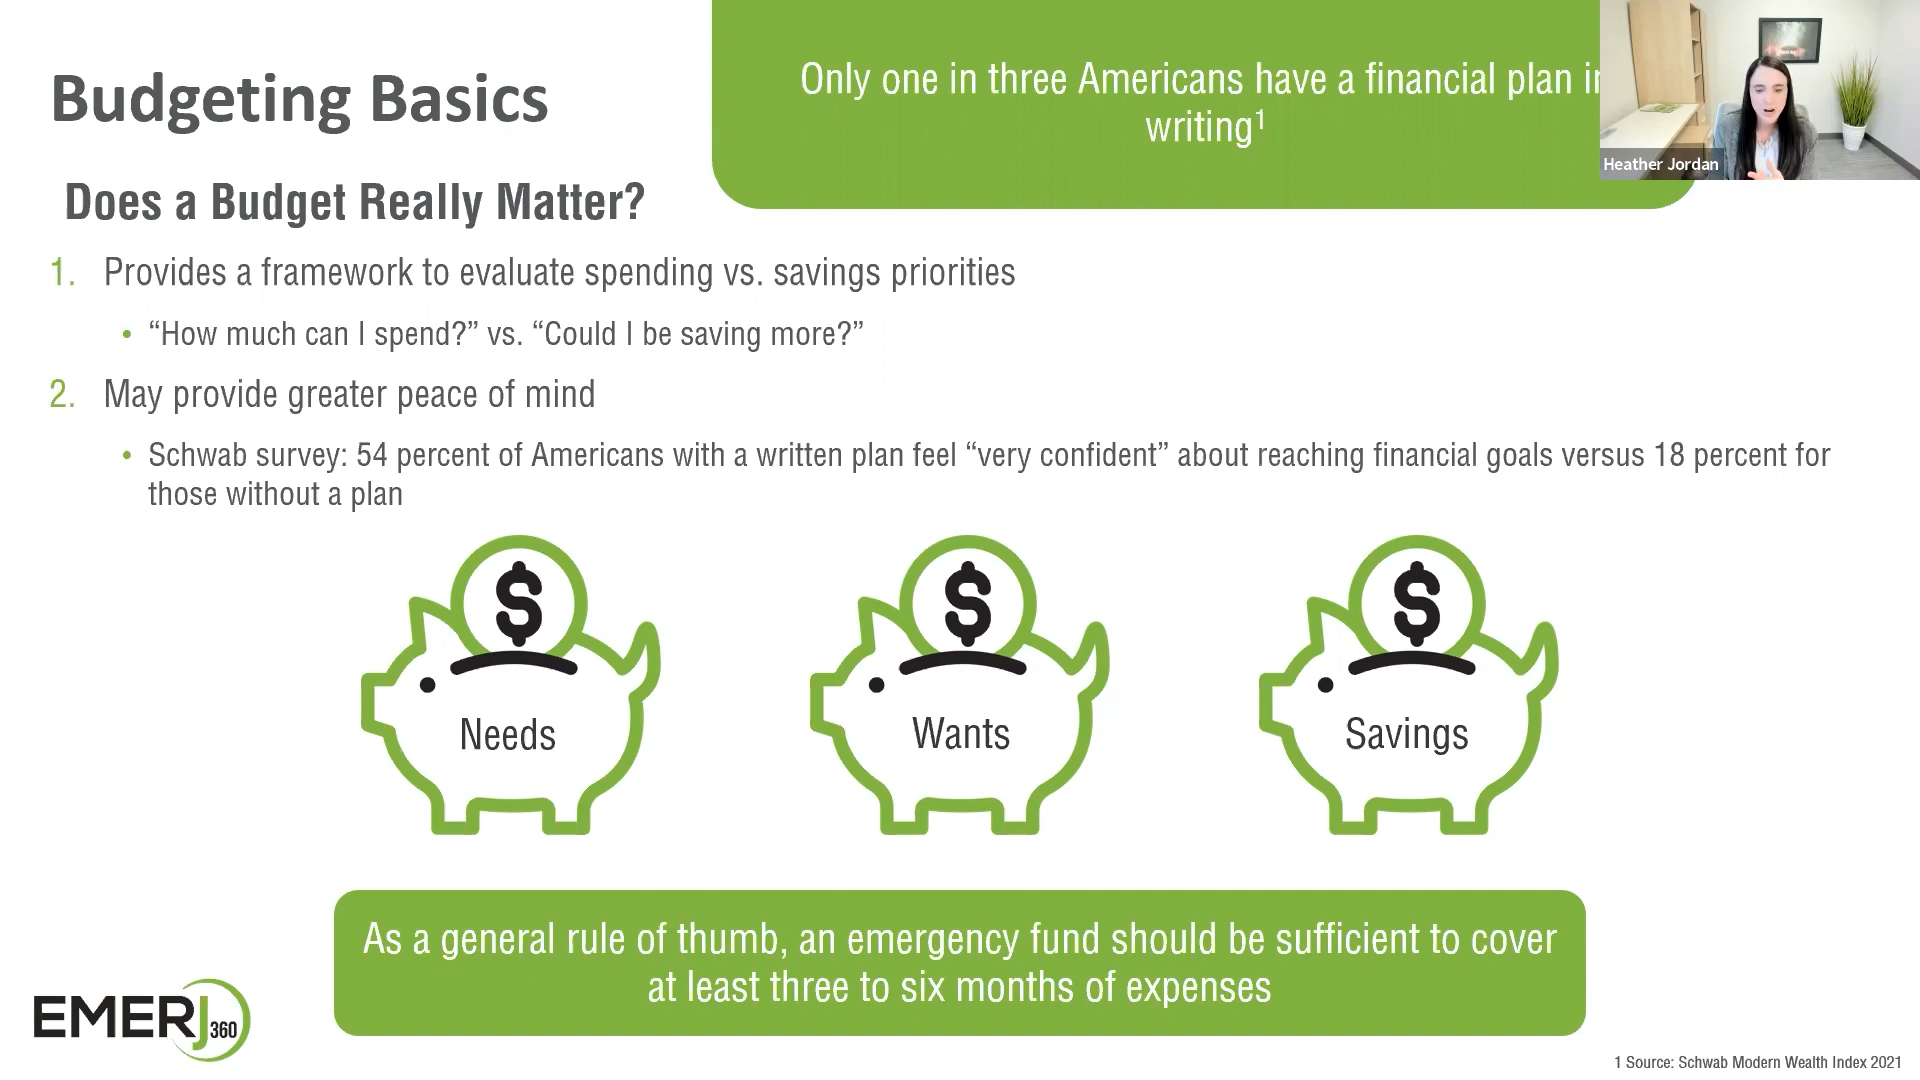 Budgeting Basics
Only one in three Americans have a financial plan in
writing¹
Heather Jordan
Does a Budget Really Matter?
1. Provides a framework to evaluate spending vs. savings priorities
• “How much can I spend?” vs. “Could I be saving more?”
2. May provide greater peace of mind
• Schwab survey: 54 percent of Americans with a written plan feel “very confident” about reaching financial goals versus 18 percent for
those without a plan
$ $ $
Needs Wants Savings
As a general rule of thumb, an emergency fund should be sufficient to cover
at least three to six months of expenses
EMERJ360
1 Source: Schwab Modern Wealth Index 2021